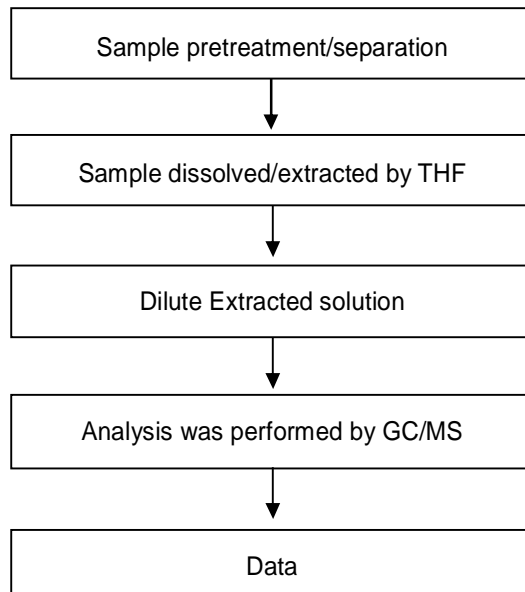 Sample pretreatment/separation
Sample dissolved/extracted by THF
Dilute Extracted solution
Analysis was performed by GC/MS
Data